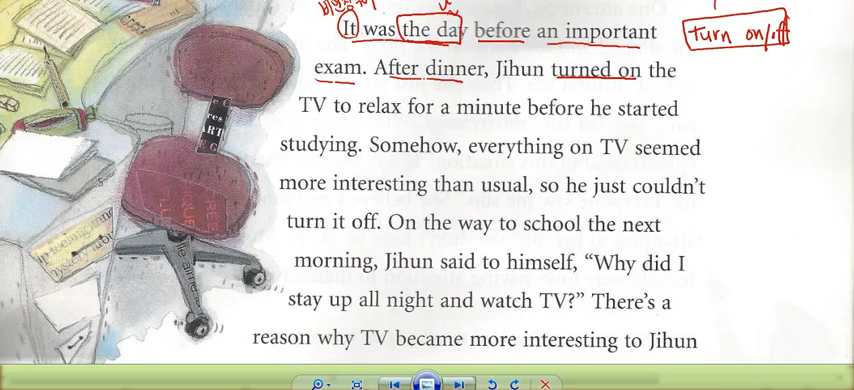 It was the day before an important
turn on/off
exam. After dinner, Jihun turned on the
TV to relax for a minute before he started
studying. Somehow, everything on TV seemed
more interesting than usual, so he just couldn't
turn it off. On the way to school the next
morning, Jihun said to himself, “Why did I
stay up all night and watch TV?” There's a
reason why TV became more interesting to Jihun